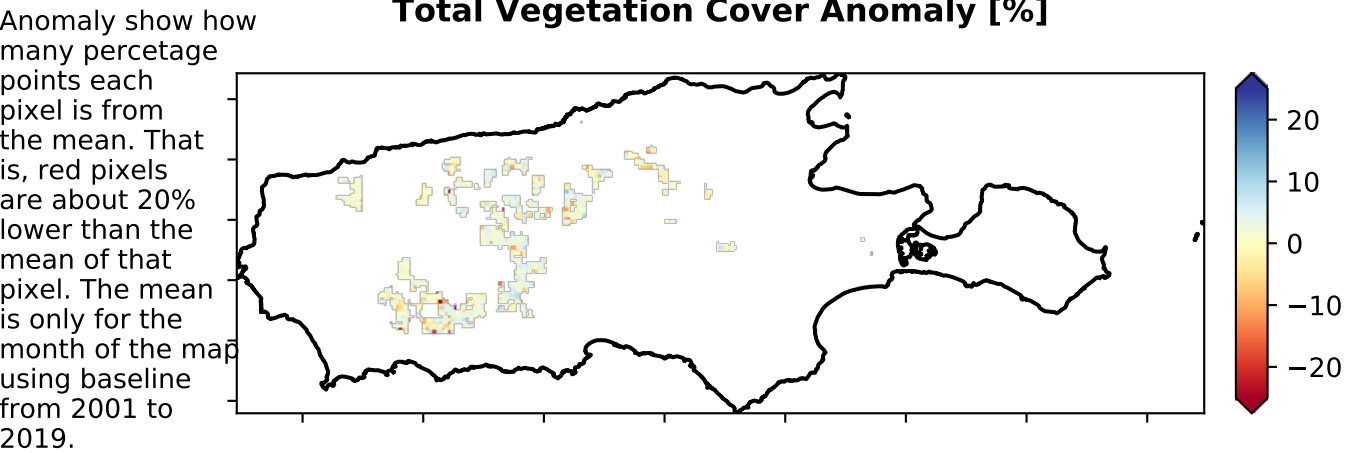 Total Vegetation Cover Anomaly [%]
Anomaly show how
many percetage
points each
pixel is from
the mean. That
is, red pixels
are about 20%
lower than the
mean of that
pixel. The mean
is only for the
month of the map
using baseline
from 2001 to
2019.
20
10
0
−10
−20